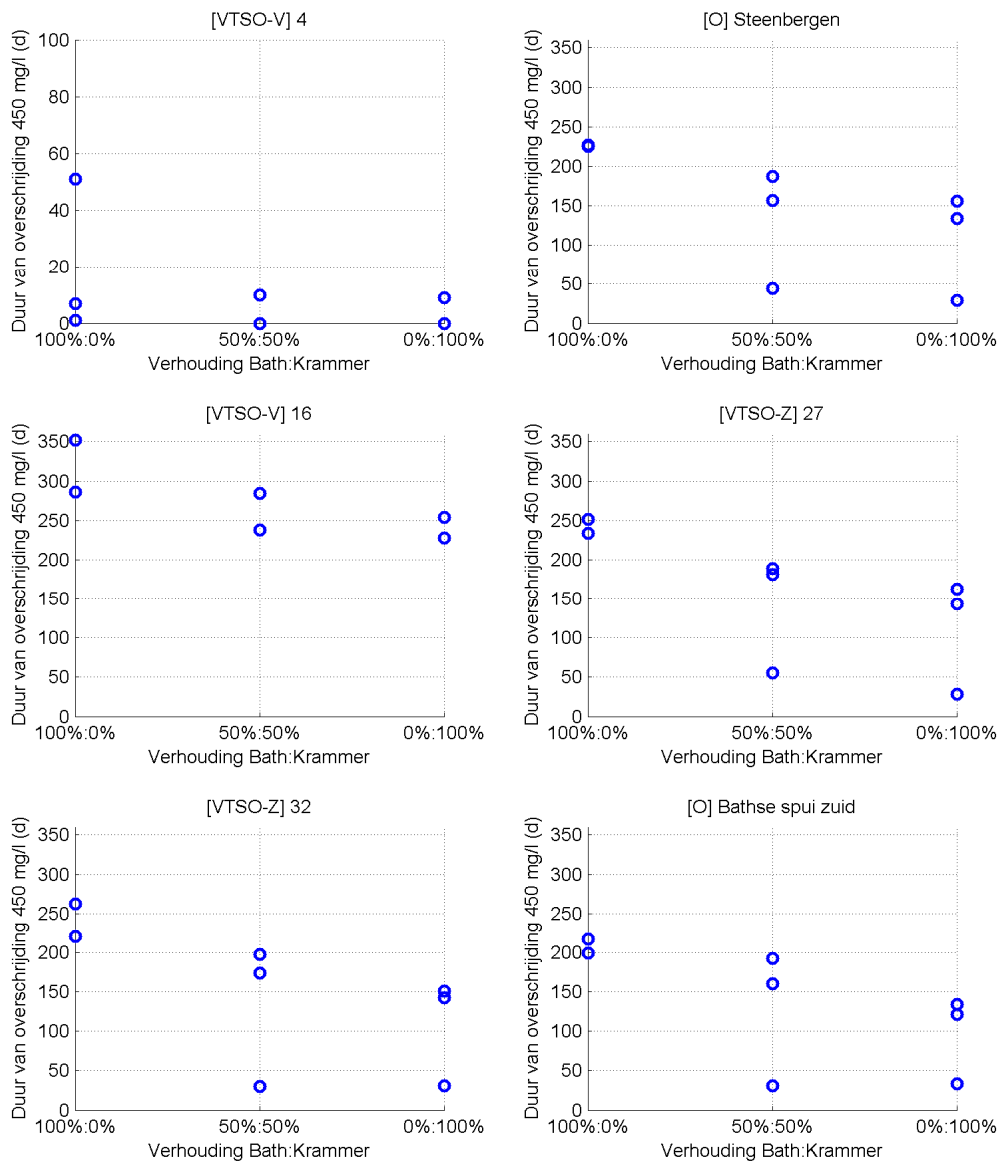 [VTSO-V] 4
Duur van overschrijding 450 mg/l (d)
100
80
60
40
20
0
100%:0% 50%:50% 0%:100%
Verhouding Bath:Krammer
[O] Steenbergen
Duur van overschrijding 450 mg/l (d)
350
300
250
200
150
100
50
0
100%:0% 50%:50% 0%:100%
Verhouding Bath:Krammer
[VTSO-V] 16
Duur van overschrijding 450 mg/l (d)
350
300
250
200
150
100
50
0
100%:0% 50%:50% 0%:100%
Verhouding Bath:Krammer
[VTSO-Z] 27
Duur van overschrijding 450 mg/l (d)
350
300
250
200
150
100
50
0
100%:0% 50%:50% 0%:100%
Verhouding Bath:Krammer
[VTSO-Z] 32
Duur van overschrijding 450 mg/l (d)
350
300
250
200
150
100
50
0
100%:0% 50%:50% 0%:100%
Verhouding Bath:Krammer
[O] Bathse spui zuid
Duur van overschrijding 450 mg/l (d)
350
300
250
200
150
100
50
0
100%:0% 50%:50% 0%:100%
Verhouding Bath:Krammer